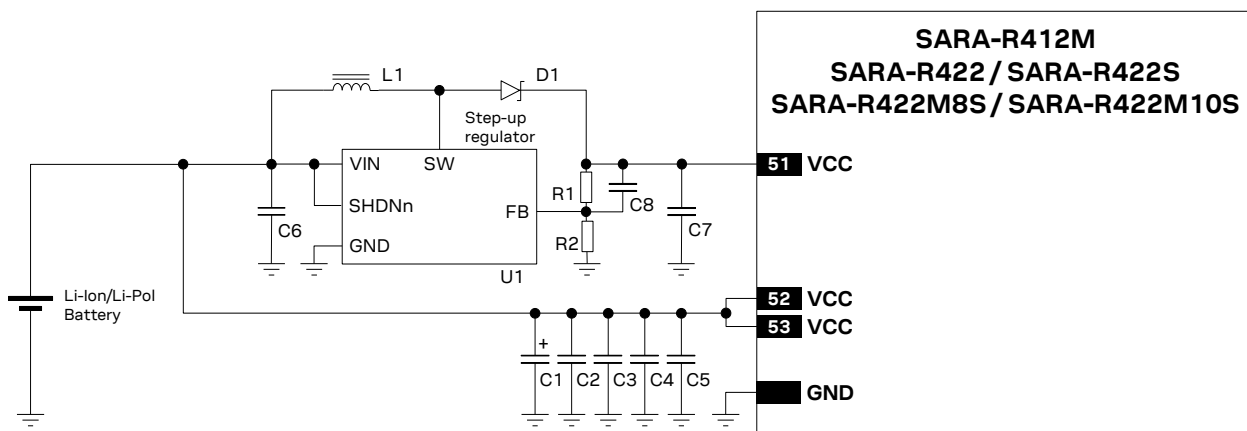 SARA-R412M
SARA-R422 / SARA-R422S
SARA-R422M8S / SARA-R422M10S
L1
D1
Step-up
regulator
VIN
SW
51 VCC
R1
C8
SHDNn
FB
C6
C7
GND
R2
U1
Li-Ion/Li-Pol
Battery
52 VCC
53 VCC
+
C1
C2
C3
C4
C5
GND